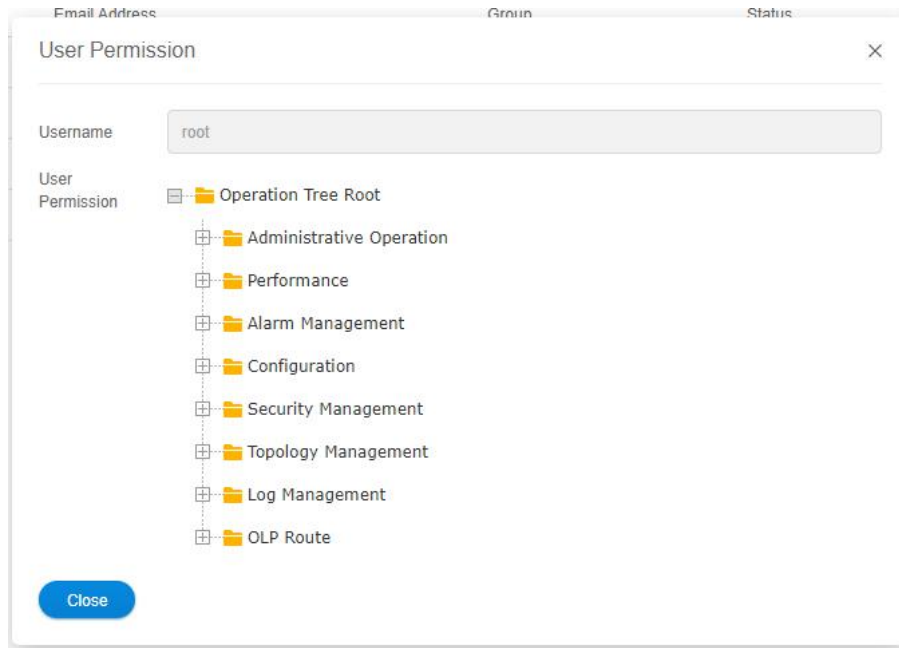 Email Address Group Status
User Permission
Username root
User
Permission
Operation Tree Root
Administrative Operation
Performance
Alarm Management
Configuration
Security Management
Topology Management
Log Management
OLP Route
Close